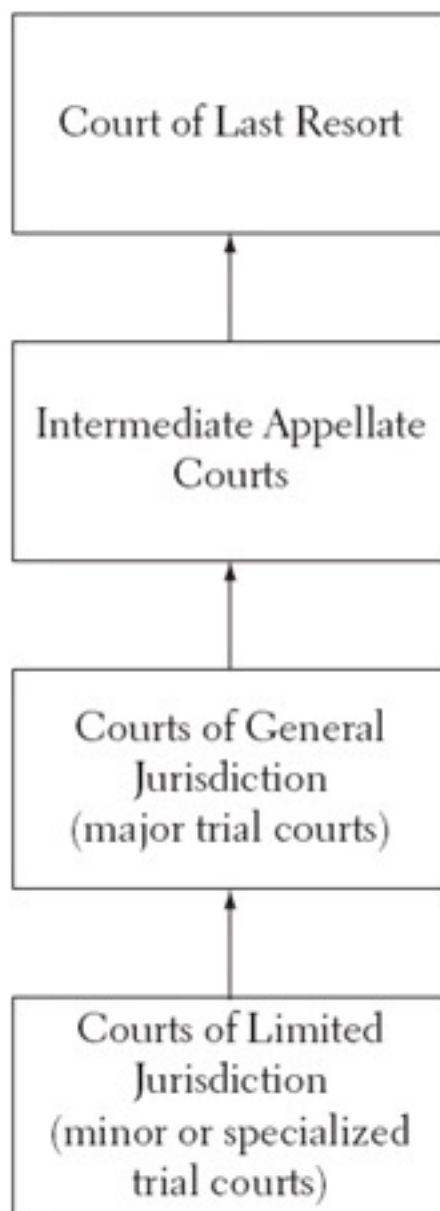 Court of Last Resort
Intermediate Appellate
Courts
Courts of General
Jurisdiction
(major trial courts)
Courts of Limited
Jurisdiction
(minor or specialized
trial courts)